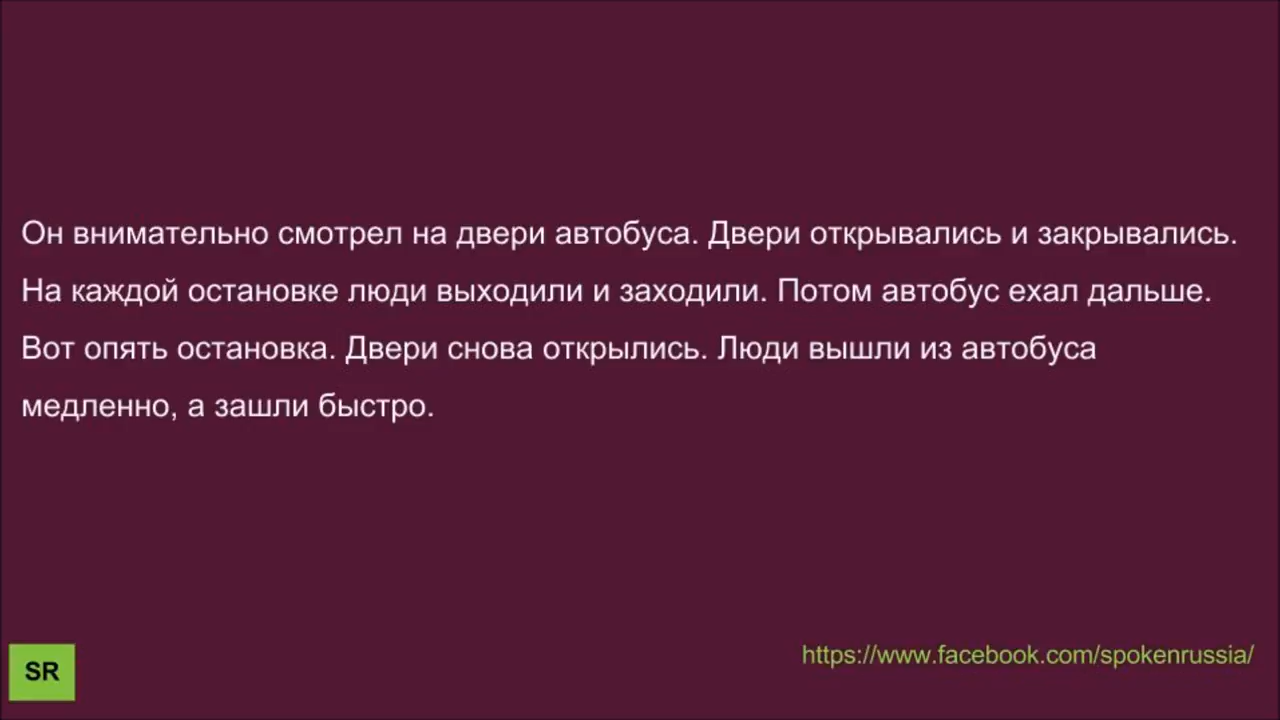 Он внимательно смотрел на двери автобуса. Двери открывались и закрывались.
На каждой остановке люди выходили и заходили. Потом автобус ехал дальше.
Вот опять остановка. Двери снова открылись. Люди вышли из автобуса
медленно, а зашли быстро.
SR
https://www.facebook.com/spokenrussia/